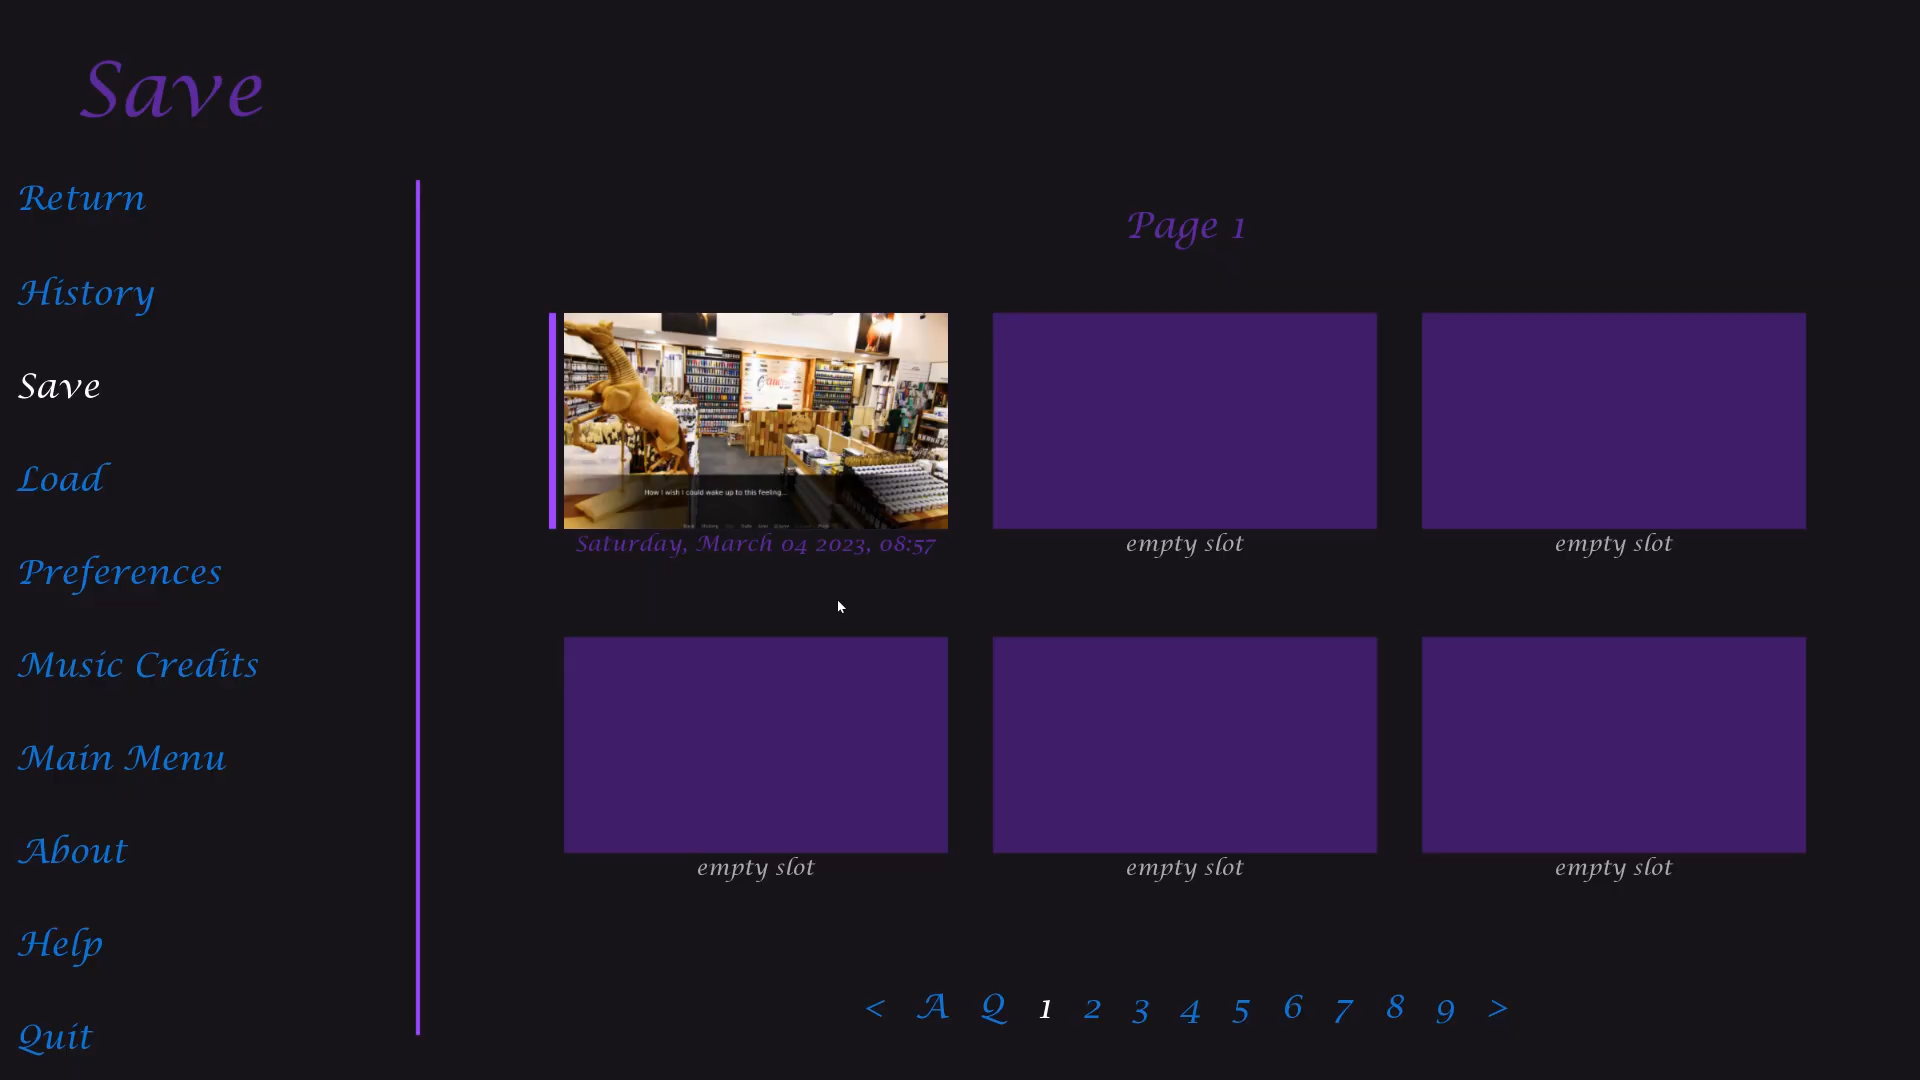 Save
Return
History
Save
Load
Preferences
Music Credits
Main Menu
About
Help
Quit
Page 1
How I wish I could wake up to this feeling...
Saturday, March 04 2023, 08:57
empty slot
empty slot
empty slot
empty slot
empty slot
< A Q 1 2 3 4 5 6 7 8 9 >